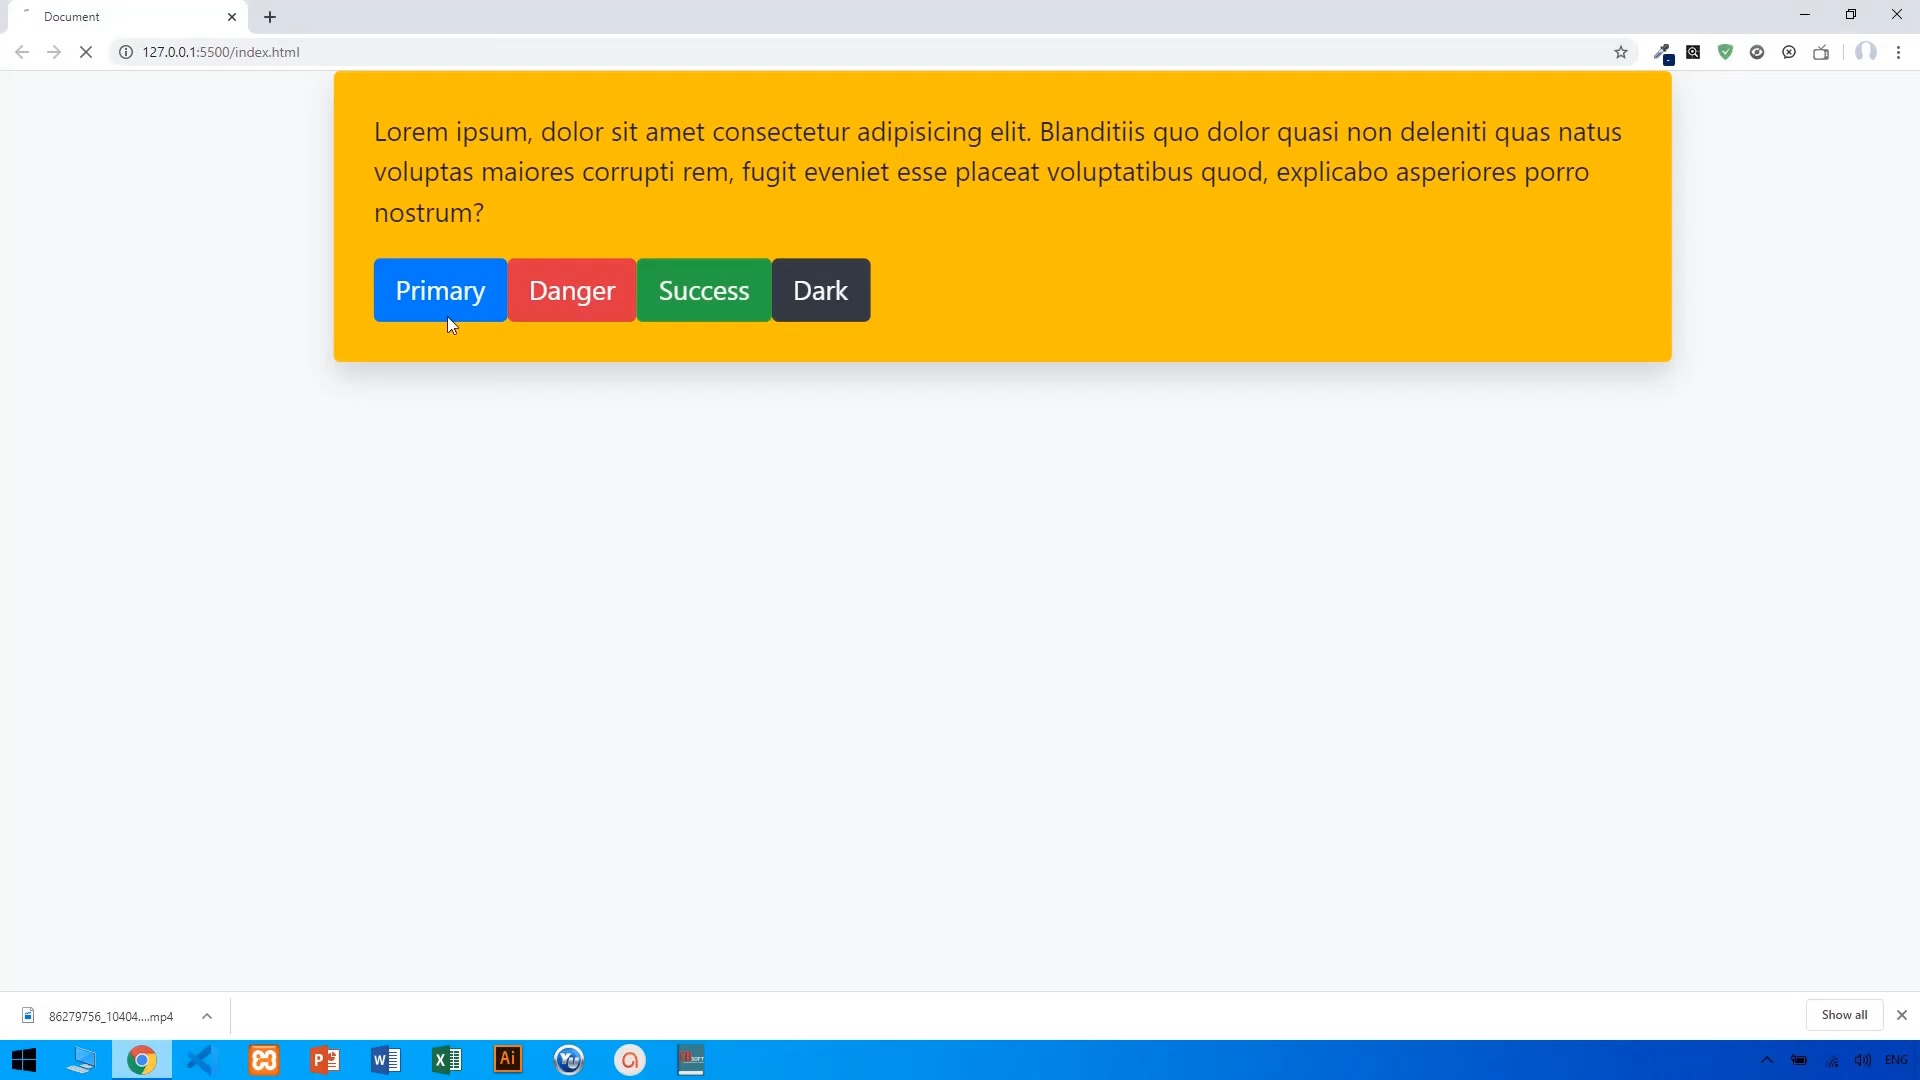 Document
127.0.0.1:5500/index.html
Lorem ipsum, dolor sit amet consectetur adipisicing elit. Blanditiis quo dolor quasi non deleniti quas natus
voluptas maiores corrupti rem, fugit eveniet esse placeat voluptatibus quod, explicabo asperiores porro
nostrum?
Primary Danger Success Dark
86279756_10404....mp4
Show all
Ai
ENG